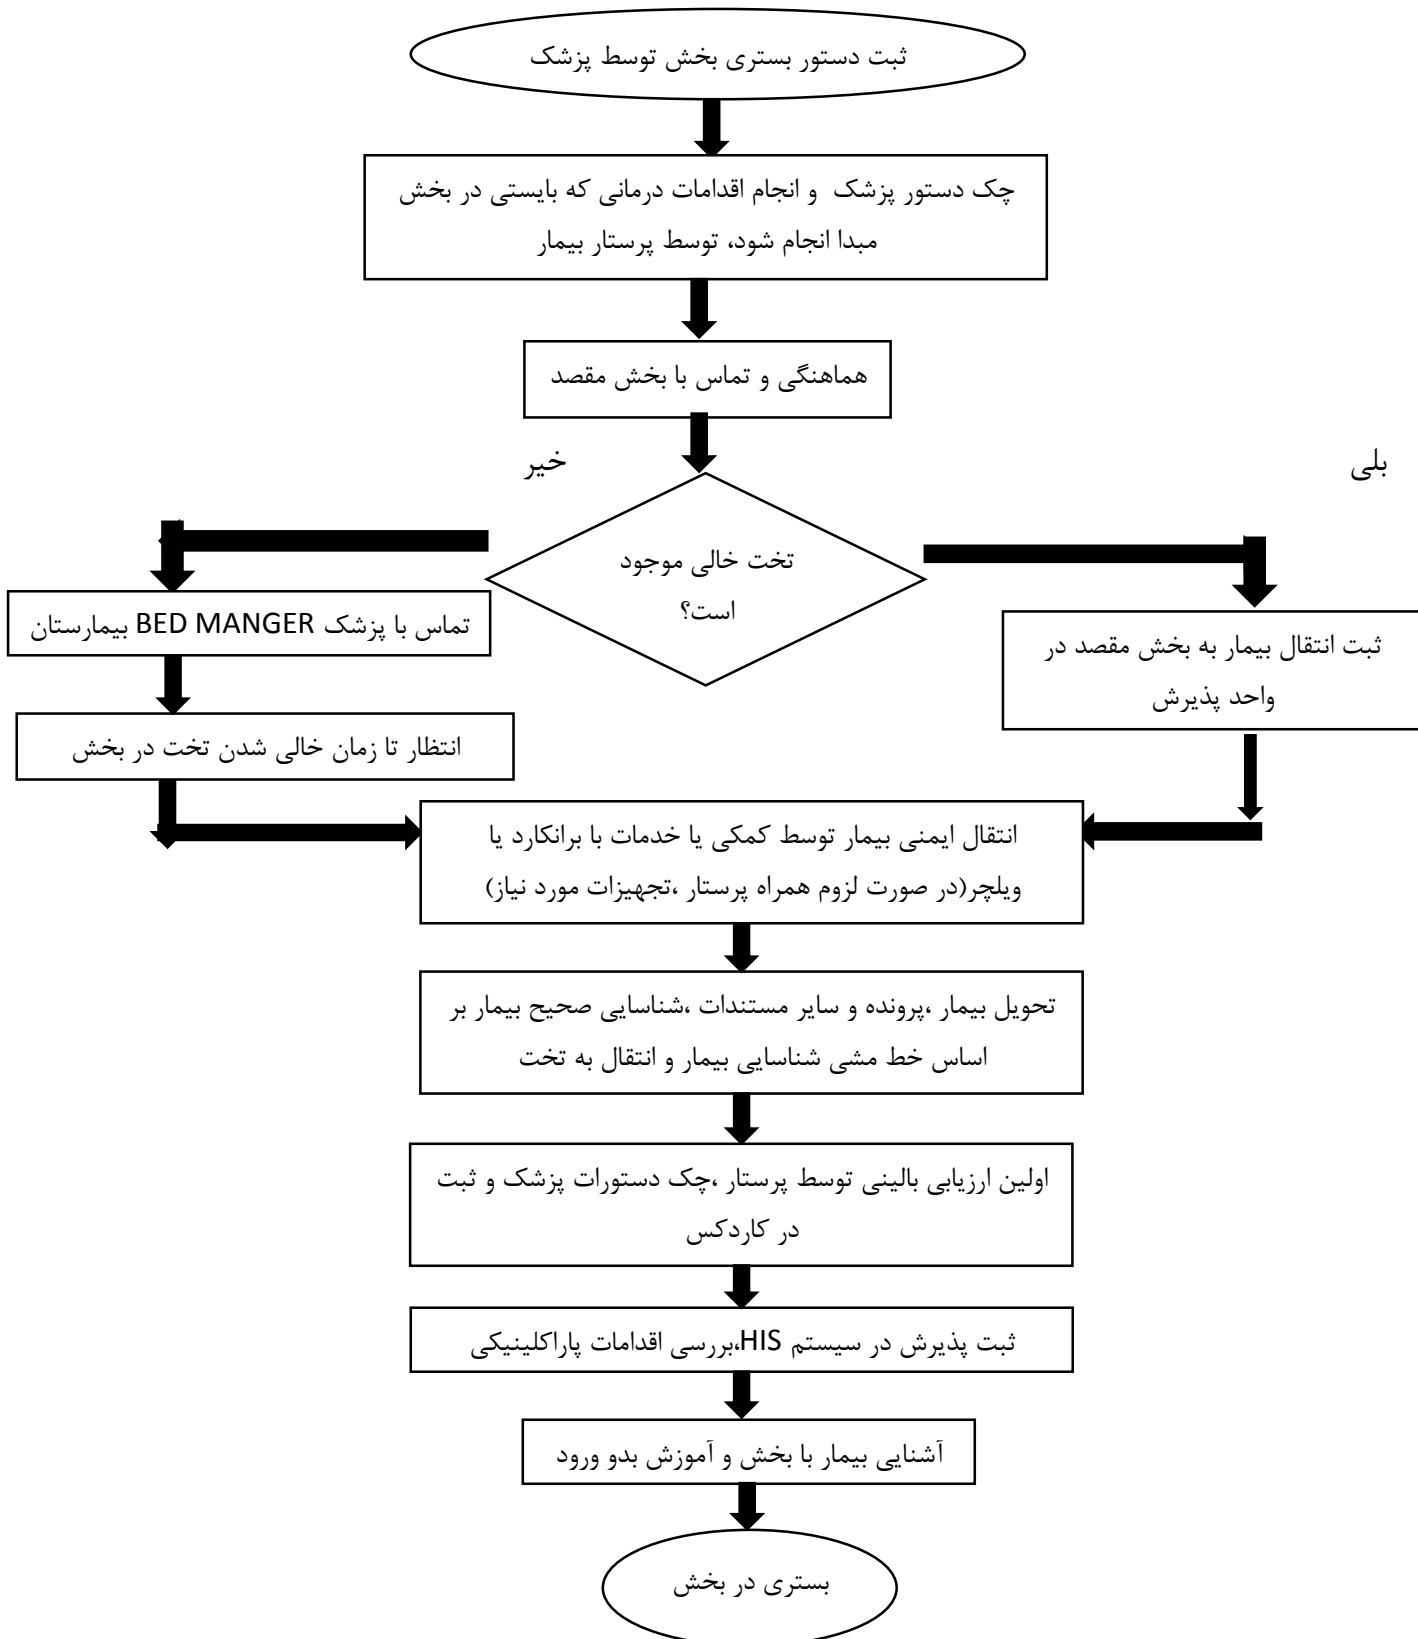 ثبت دستور بستری بخش توسط پزشک
چک دستور پزشک و انجام اقدامات درمانی که بایستی در بخش
مبدا انجام شود، توسط پرستار بیمار
هماهنگی و تماس با بخش مقصد
بلی
خیر
تخت خالی موجود
است؟
ثبت انتقال بیمار به بخش مقصد در
واحد پذیرش
تماس با پزشک BED MANGER بیمارستان
انتظار تا زمان خالی شدن تخت در بخش
انتقال ایمنی بیمار توسط کمکی یا خدمات با برانکارد یا
ویلچر(در صورت لزوم همراه پرستار ،تجهیزات مورد نیاز)
تحویل بیمار ،پرونده و سایر مستندات ،شناسایی صحیح بیمار بر
اساس خط مشی شناسایی بیمار و انتقال به تخت
اولین ارزیابی بالینی توسط پرستار ،چک دستورات پزشک و ثبت
در کاردکس
ثبت پذیرش در سیستم HIS،بررسی اقدامات پاراکلینیکی
آشنایی بیمار با بخش و آموزش بدو ورود
بستری در بخش